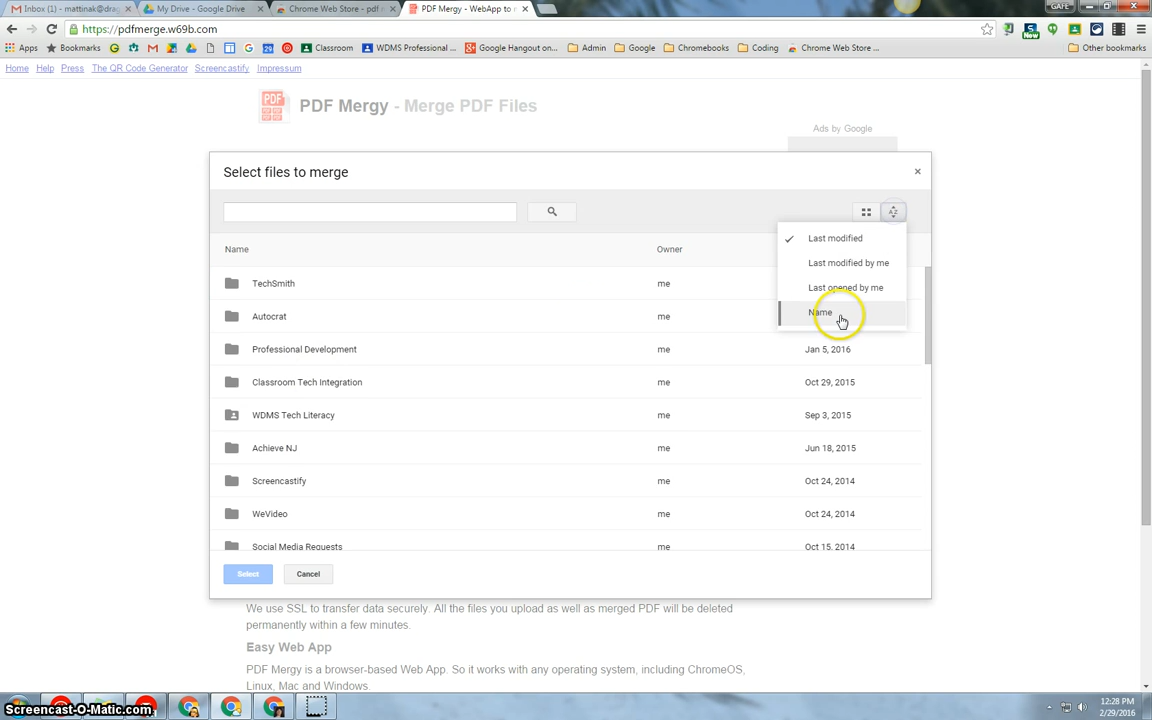 Inbox (1) - mattinak@drag
My Drive - Google Drive
Chrome Web Store - pdf
PDF Mergy - WebApp to
GAFE
https://pdfmerge.w69b.com
Apps
Bookmarks
Classroom
WDMS Professional ...
Google Hangout on...
Admin
Google
Chromebooks
Coding
Chrome Web Store ...
Other bookmarks
Home Help Press The QR Code Generator Screencastify Impressum
PDF Mergy - Merge PDF Files
Ads by Google
Select files to merge
Last modified
Last modified by me
Last opened by me
Name
Name Owner
TechSmith me
Autocrat me
Professional Development me Jan 5, 2016
Classroom Tech Integration me Oct 29, 2015
WDMS Tech Literacy me Sep 3, 2015
Achieve NJ me Jun 18, 2015
Screencastify me Oct 24, 2014
WeVideo me Oct 24, 2014
Social Media Requests me Oct 15, 2014
Select Cancel
We use SSL to transfer data securely. All the files you upload as well as merged PDF will be deleted
permanently within a few minutes.
Easy Web App
PDF Mergy is a browser-based Web App. So it works with any operating system, including ChromeOS,
Linux, Mac and Windows.
Screencast-O-Matic.com
12:28 PM
2/29/2016